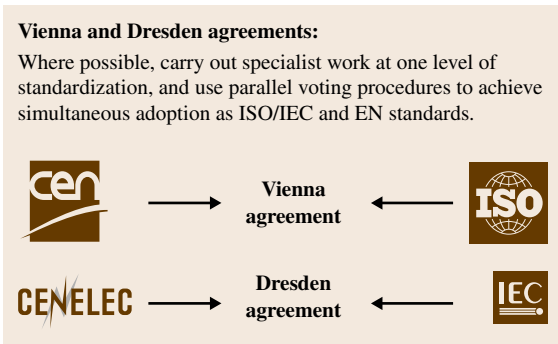 Vienna and Dresden agreements:
Where possible, carry out specialist work at one level of
standardization, and use parallel voting procedures to achieve
simultaneous adoption as ISO/IEC and EN standards.
cen
Vienna
agreement
ISO
CENELEC
Dresden
agreement
IEC